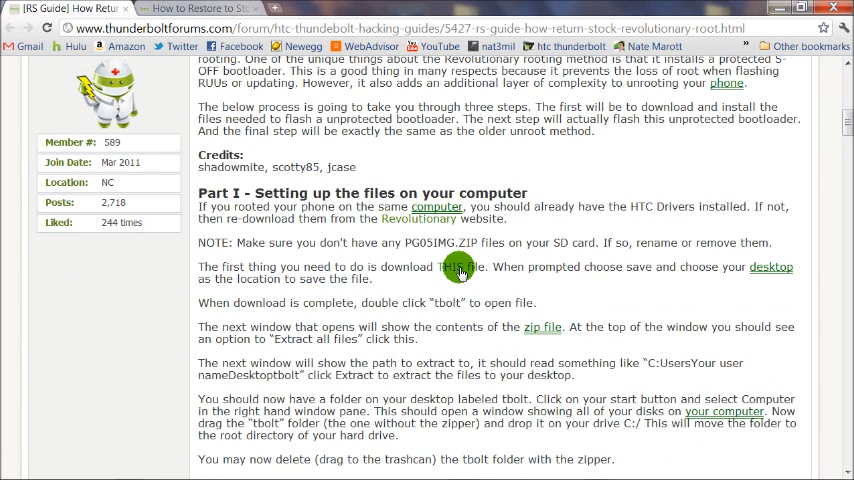 [RS Guide] How Retur
How to Restore to Sto
www.thunderboltforums.com/forum/htc-thundebolt-hacking-guides/5427-rs-guide-how-return-stock-revolutionary-root.html
Gmail Hulu Amazon Twitter Facebook Newegg WebAdvisor YouTube nat3mil htc thunderbolt Nate Marott » Other bookmarks
rooting. One of the unique things about the Revolutionary rooting method is that it installs a protected S-
OFF bootloader. This is a good thing in many respects because it prevents the loss of root when flashing
RUUs or updating. However, it also adds an additional layer of complexity to unrooting your phone.
The below process is going to take you through three steps. The first will be to download and install the
files needed to flash a unprotected bootloader. The next step will actually flash this unprotected bootloader.
And the final step will be exactly the same as the older unroot method.
Member #: 589
Join Date: Mar 2011
Location: NC
Posts: 2,718
Liked: 244 times
Credits:
shadowmite, scotty85, jcase
Part I - Setting up the files on your computer
If you rooted your phone on the same computer, you should already have the HTC Drivers installed. If not,
then re-download them from the Revolutionary website.
NOTE: Make sure you don't have any PG05IMG.ZIP files on your SD card. If so, rename or remove them.
The first thing you need to do is download THIS file. When prompted choose save and choose your desktop
as the location to save the file.
When download is complete, double click “tbolt” to open file.
The next window that opens will show the contents of the zip file. At the top of the window you should see
an option to “Extract all files” click this.
The next window will show the path to extract to, it should read something like “C:UsersYour user
nameDesktoptbolt” click Extract to extract the files to your desktop.
You should now have a folder on your desktop labeled tbolt. Click on your start button and select Computer
in the right hand window pane. This should open a window showing all of your disks on your computer. Now
drag the “tbolt” folder (the one without the zipper) and drop it on your drive C:/ This will move the folder to
the root directory of your hard drive.
You may now delete (drag to the trashcan) the tbolt folder with the zipper.